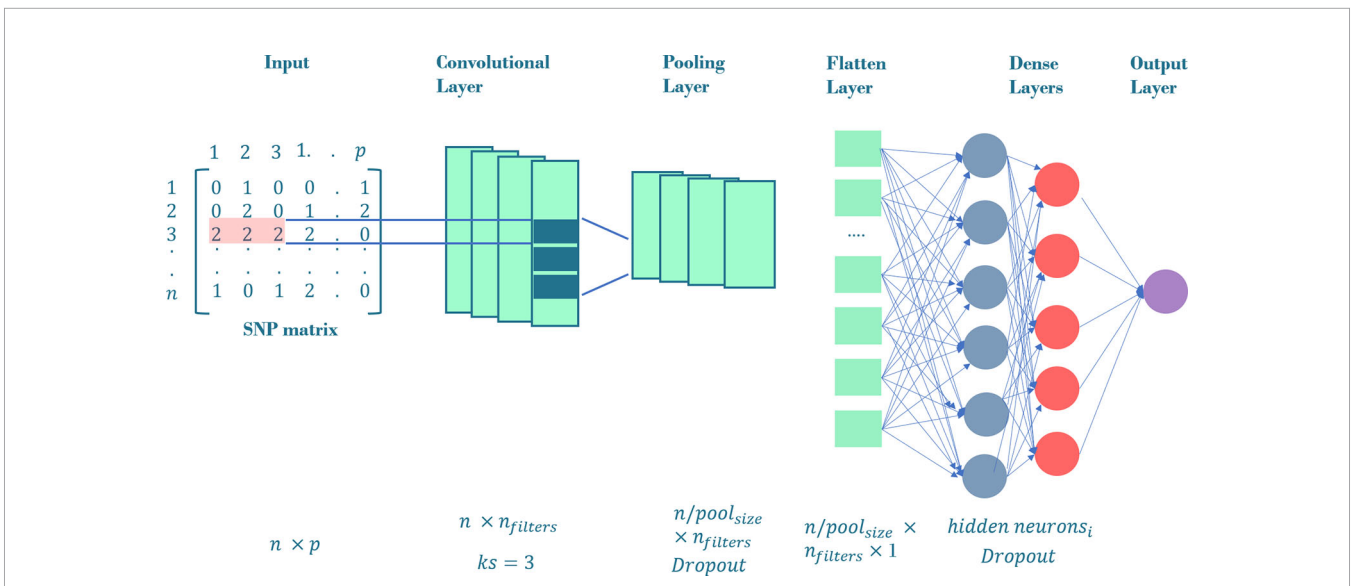 Input
Convolutional
Layer
Pooling
Layer
Flatten
Layer
Dense
Layers
Output
Layer
1 2 3 1. . p
1 0 1 0 0 . 1
2 0 2 0 1 . 2
3 2 2 2 2 . 0
. . . . . . .
. . . . . . .
n 1 0 1 2 . 0
SNP matrix
....
n × p
n × n_filters
ks = 3
n/pool_size
× n_filters
Dropout
n/pool_size ×
n_filters × 1
hidden neurons_i
Dropout